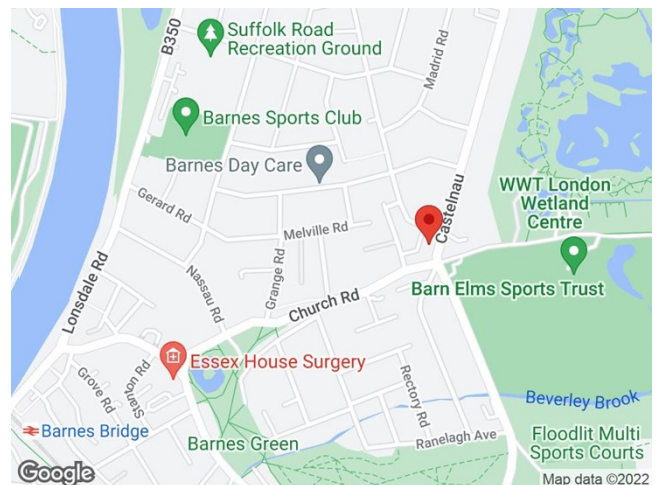 B350
Suffolk Road
Recreation Ground
Madrid Rd
Barnes Sports Club
Barnes Day Care
WWT London
Wetland
Centre
Gerard Rd
Melville Rd
Castelnau
Lonsdale Rd
Nassau Rd
Grange Rd
Church Rd
Barn Elms Sports Trust
Essex House Surgery
Station Rd
Grove Rd
Rectory Rd
Beverley Brook
Barnes Bridge
Barnes Green
Ranelagh Ave
Floodlit Multi
Sports Courts
Google
Map data ©2022